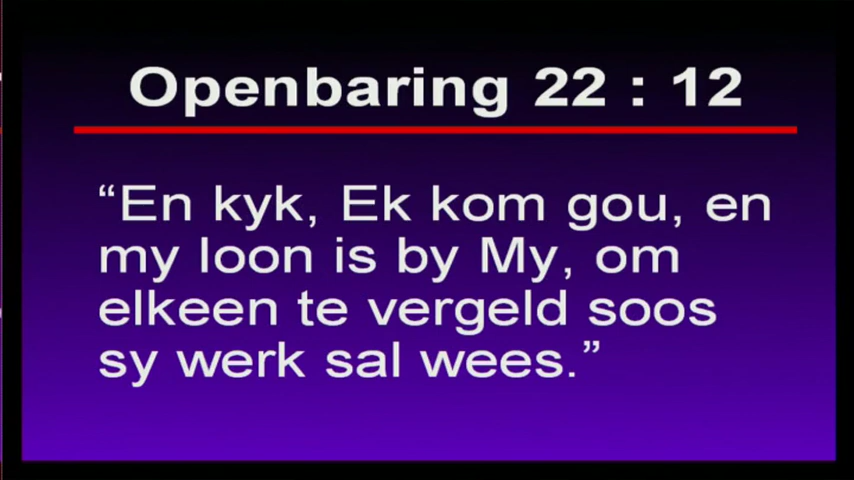 Openbaring 22 : 12
“En kyk, Ek kom gou, en
my loon is by My, om
elkeen te vergeld soos
sy werk sal wees.”